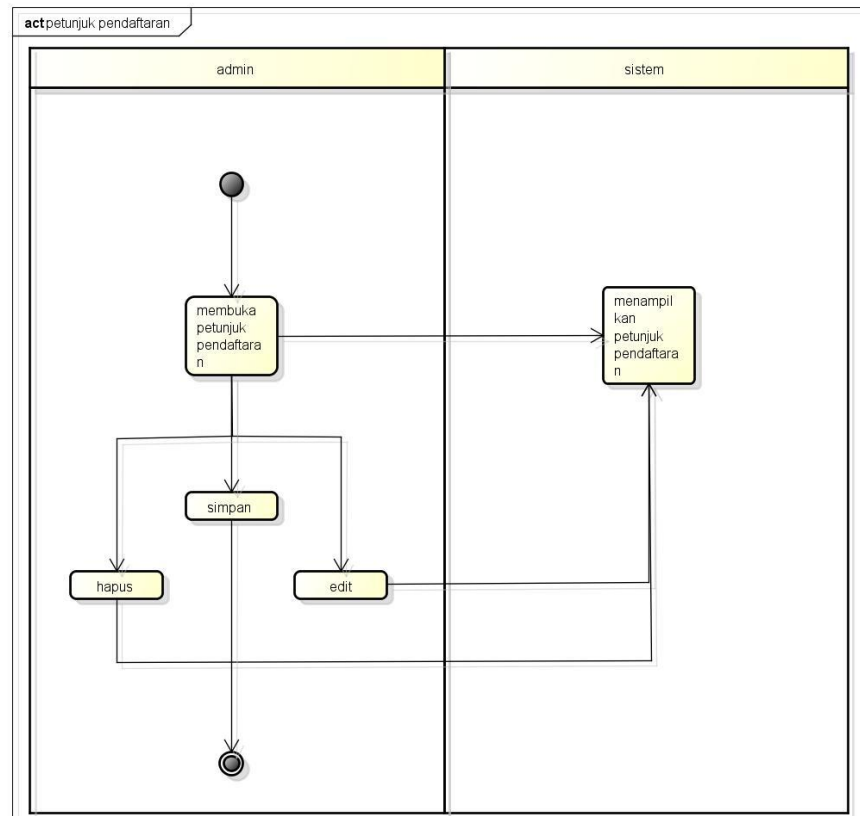 act petunjuk pendaftaran
admin
sistem
membuka
petunjuk
pendaftara
n
menampil
kan
petunjuk
pendaftara
n
simpan
hapus
edit